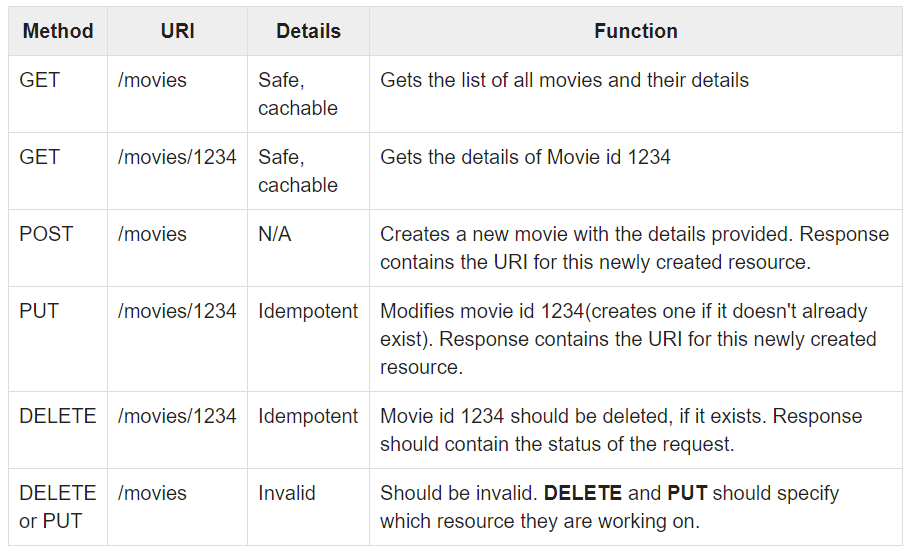 Method URI Details Function
GET /movies Safe, Gets the list of all movies and their details
cachable
GET /movies/1234 Safe, Gets the details of Movie id 1234
cachable
POST /movies N/A Creates a new movie with the details provided. Response
contains the URI for this newly created resource.
PUT /movies/1234 Idempotent Modifies movie id 1234(creates one if it doesn't already
exist). Response contains the URI for this newly created
resource.
DELETE /movies/1234 Idempotent Movie id 1234 should be deleted, if it exists. Response
should contain the status of the request.
DELETE /movies Invalid Should be invalid. DELETE and PUT should specify
or PUT which resource they are working on.